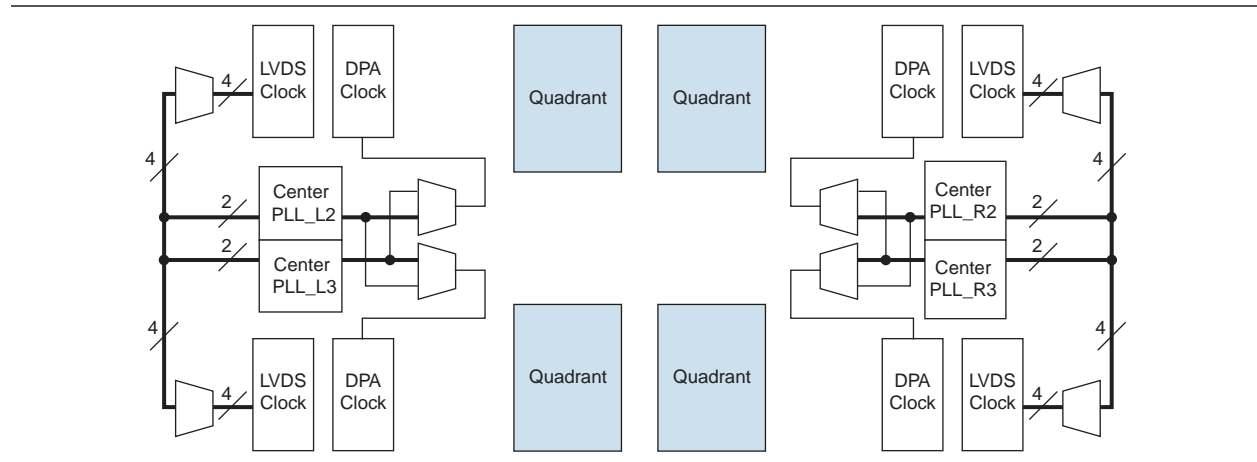 4
LVDS
Clock
DPA
Clock
Quadrant
Quadrant
DPA
Clock
LVDS
Clock
4
4
4
2
Center
PLL_L2
Center
PLL_R2
2
2
Center
PLL_L3
Center
PLL_R3
2
4
4
4
LVDS
Clock
DPA
Clock
Quadrant
Quadrant
DPA
Clock
LVDS
Clock
4